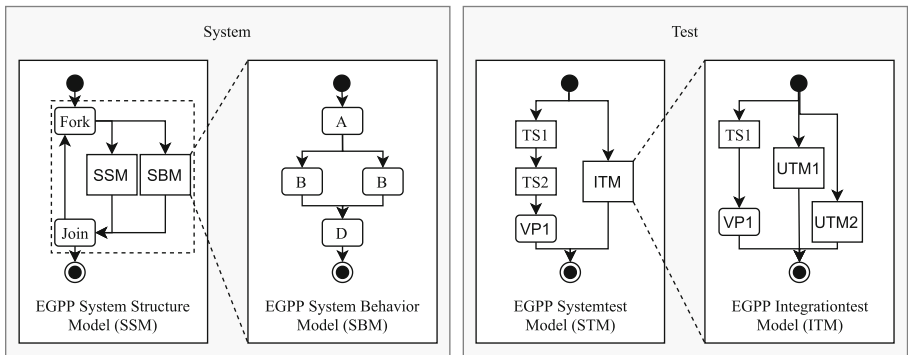 System
Test
Fork
SSM
SBM
Join
EGPP System Structure
Model (SSM)
A
B
B
D
EGPP System Behavior
Model (SBM)
TS1
TS2
VP1
ITM
EGPP Systemtest
Model (STM)
TS1
UTM1
VP1
UTM2
EGPP Integrationtest
Model (ITM)